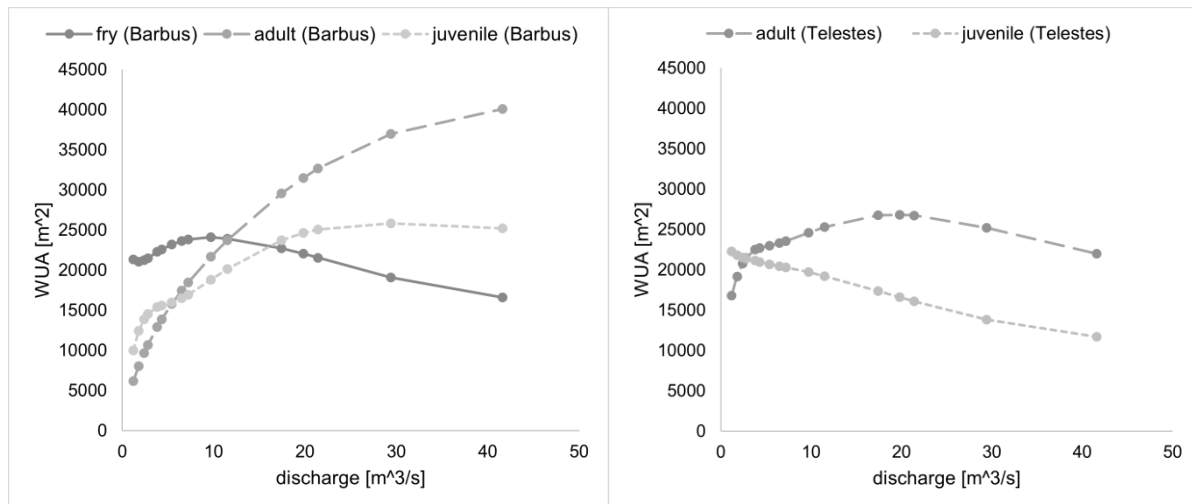 fry (Barbus) adult (Barbus) juvenile (Barbus)
45000
40000
35000
30000
25000
20000
15000
10000
5000
0
WUA [m^2]
0 10 20 30 40 50
discharge [m^3/s]
adult (Telestes) juvenile (Telestes)
45000
40000
35000
30000
25000
20000
15000
10000
5000
0
WUA [m^2]
0 10 20 30 40 50
discharge [m^3/s]